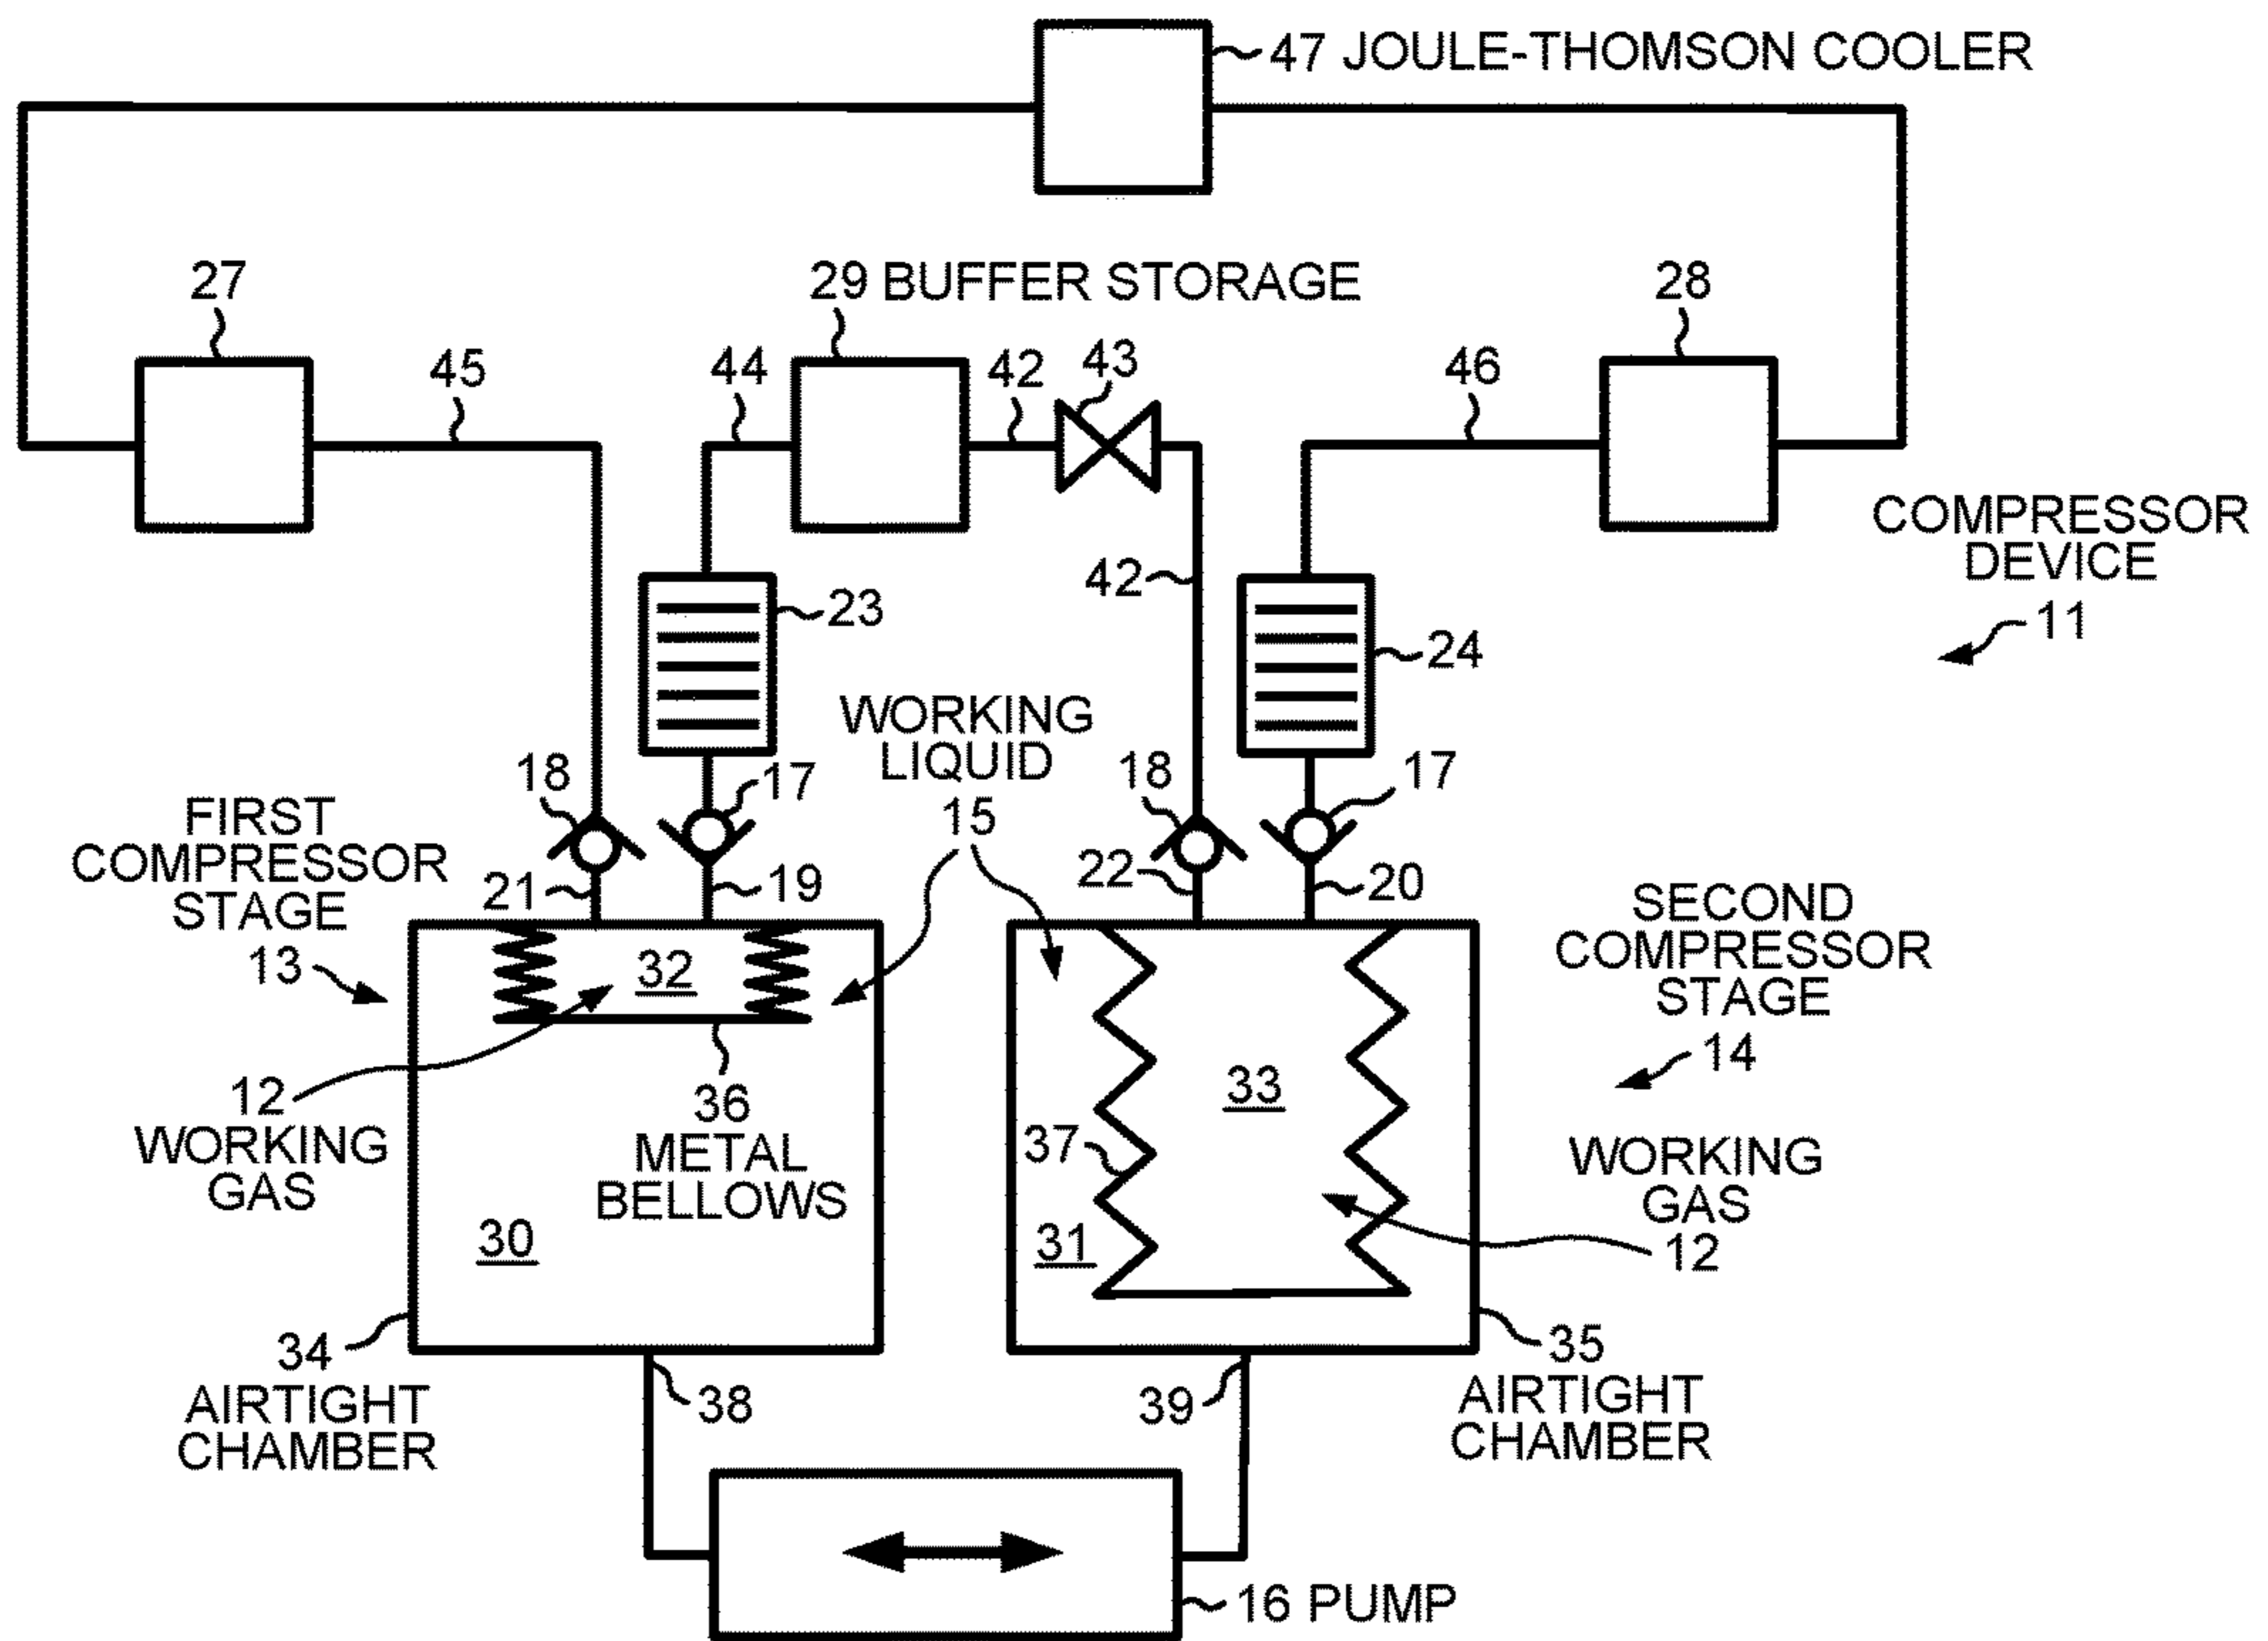 47 JOULE-THOMSON COOLER
27
29 BUFFER STORAGE
28
45
44
42
43
46
COMPRESSOR
DEVICE
11
42
23
24
WORKING
LIQUID
15
18
17
18
17
FIRST
COMPRESSOR
STAGE
13
21
19
22
20
SECOND
COMPRESSOR
STAGE
14
32
12
WORKING
GAS
36
METAL
BELLOWS
33
37
WORKING
GAS
12
30
31
34
AIRTIGHT
CHAMBER
38
39
35
AIRTIGHT
CHAMBER
16 PUMP